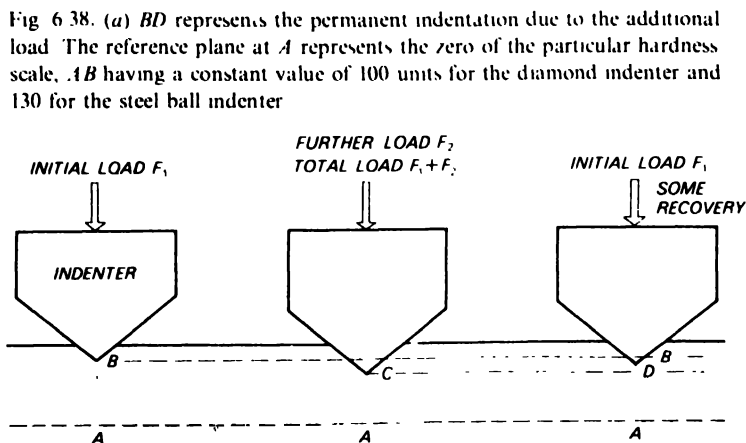 Fig 6 38. (a) BD represents the permanent indentation due to the additional
load The reference plane at A represents the zero of the particular hardness
scale, AB having a constant value of 100 units for the diamond indenter and
130 for the steel ball indenter
INITIAL LOAD F₁
FURTHER LOAD F₂
TOTAL LOAD F₁+F₂
INITIAL LOAD F₁
SOME
RECOVERY
INDENTER
B
C
B
D
A
A
A